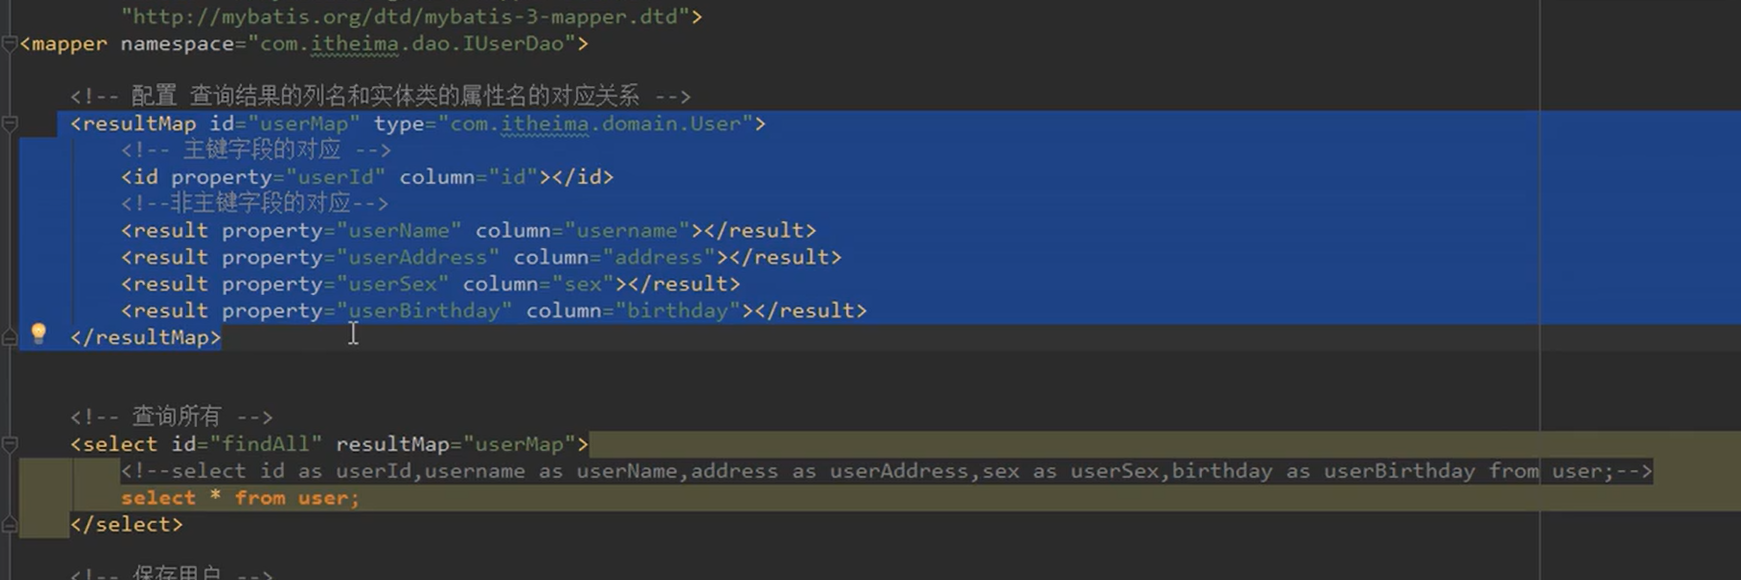 "http://mybatis.org/dtd/mybatis-3-mapper.dtd">
<mapper namespace="com.itheima.dao.IUserDao">
<!-- 配置 查询结果的列名和实体类的属性名的对应关系 -->
<resultMap id="userMap" type="com.itheima.domain.User">
<!-- 主键字段的对应 -->
<id property="userId" column="id"></id>
<!--非主键字段的对应-->
<result property="userName" column="username"></result>
<result property="userAddress" column="address"></result>
<result property="userSex" column="sex"></result>
<result property="userBirthday" column="birthday"></result>
</resultMap>
<!-- 查询所有 -->
<select id="findAll" resultMap="userMap">
<!--select id as userId,username as userName,address as userAddress,sex as userSex,birthday as userBirthday from user;-->
select * from user;
</select>
<!-- 保存用户 -->